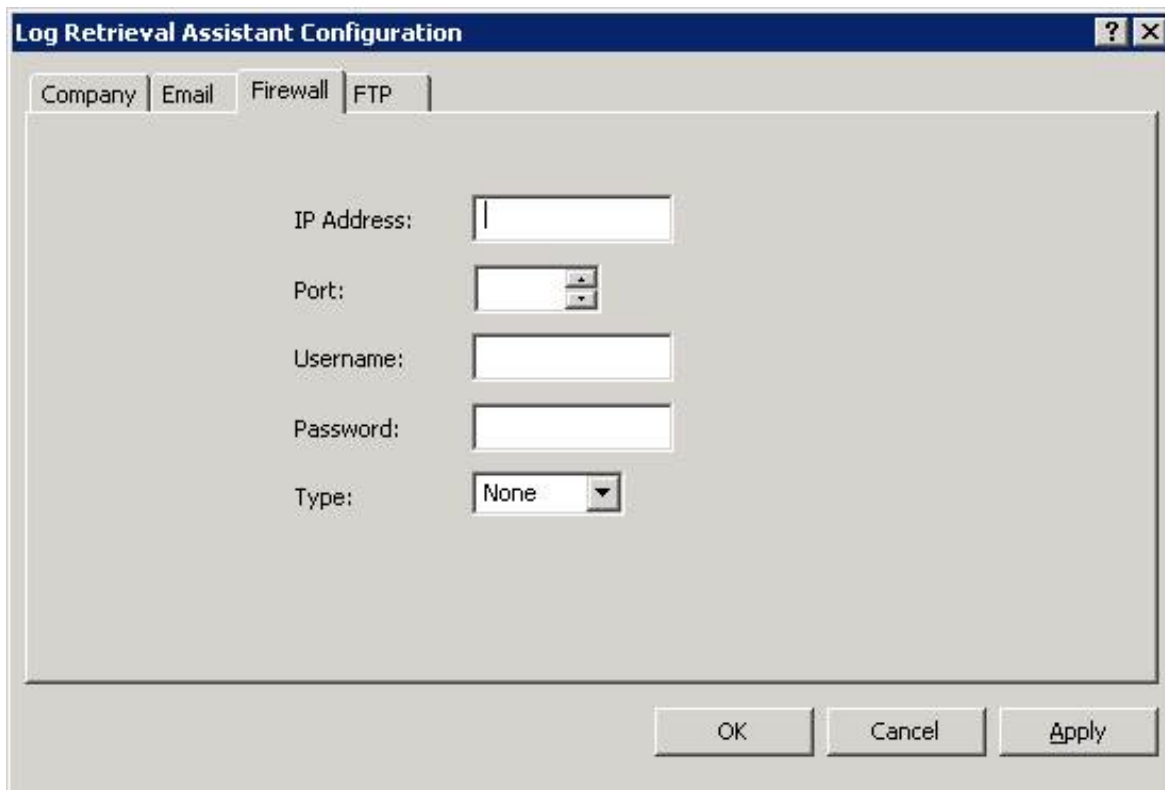 Log Retrieval Assistant Configuration ? X
Company Email Firewall FTP
IP Address:
Port:
Username:
Password:
Type: None
OK Cancel Apply